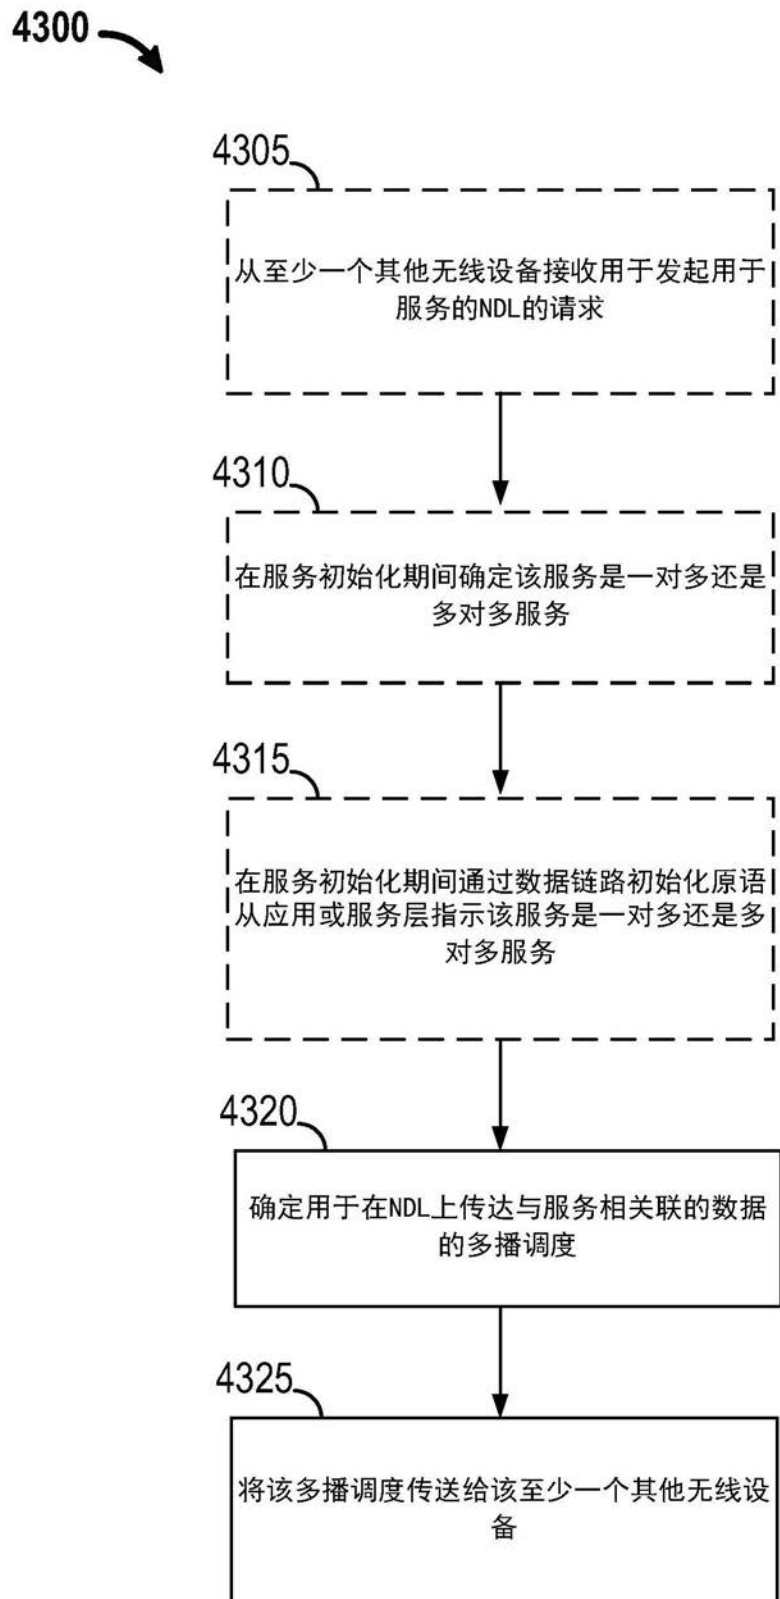 4300
4305
从至少一个其他无线设备接收用于发起用于
服务的NDL的请求
4310
在服务初始化期间确定该服务是一对多还是
多对多服务
4315
在服务初始化期间通过数据链路初始化原语
从应用或服务层指示该服务是一对多还是多
对多服务
4320
确定用于在NDL上传达与服务相关联的数据
的多播调度
4325
将该多播调度传送给该至少一个其他无线设
备